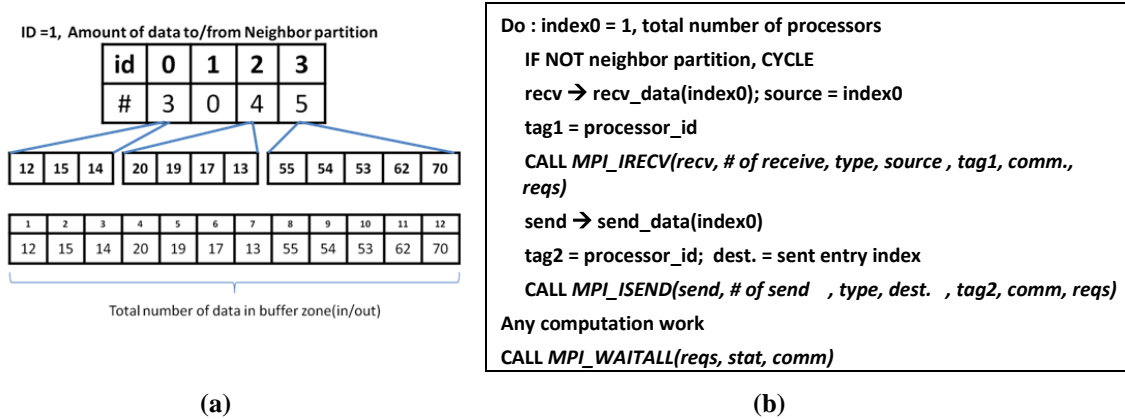 ID =1, Amount of data to/from Neighbor partition
id 0 1 2 3
# 3 0 4 5
12 15 14 20 19 17 13 55 54 53 62 70
1 2 3 4 5 6 7 8 9 10 11 12
12 15 14 20 19 17 13 55 54 53 62 70
Total number of data in buffer zone(in/out)
(a)
Do : index0 = 1, total number of processors
IF NOT neighbor partition, CYCLE
recv → recv_data(index0); source = index0
tag1 = processor_id
CALL MPI_IRECV(recv, # of receive, type, source , tag1, comm.,
reqs)
send → send_data(index0)
tag2 = processor_id; dest. = sent entry index
CALL MPI_ISEND(send, # of send , type, dest. , tag2, comm, reqs)
Any computation work
CALL MPI_WAITALL(reqs, stat, comm)
(b)